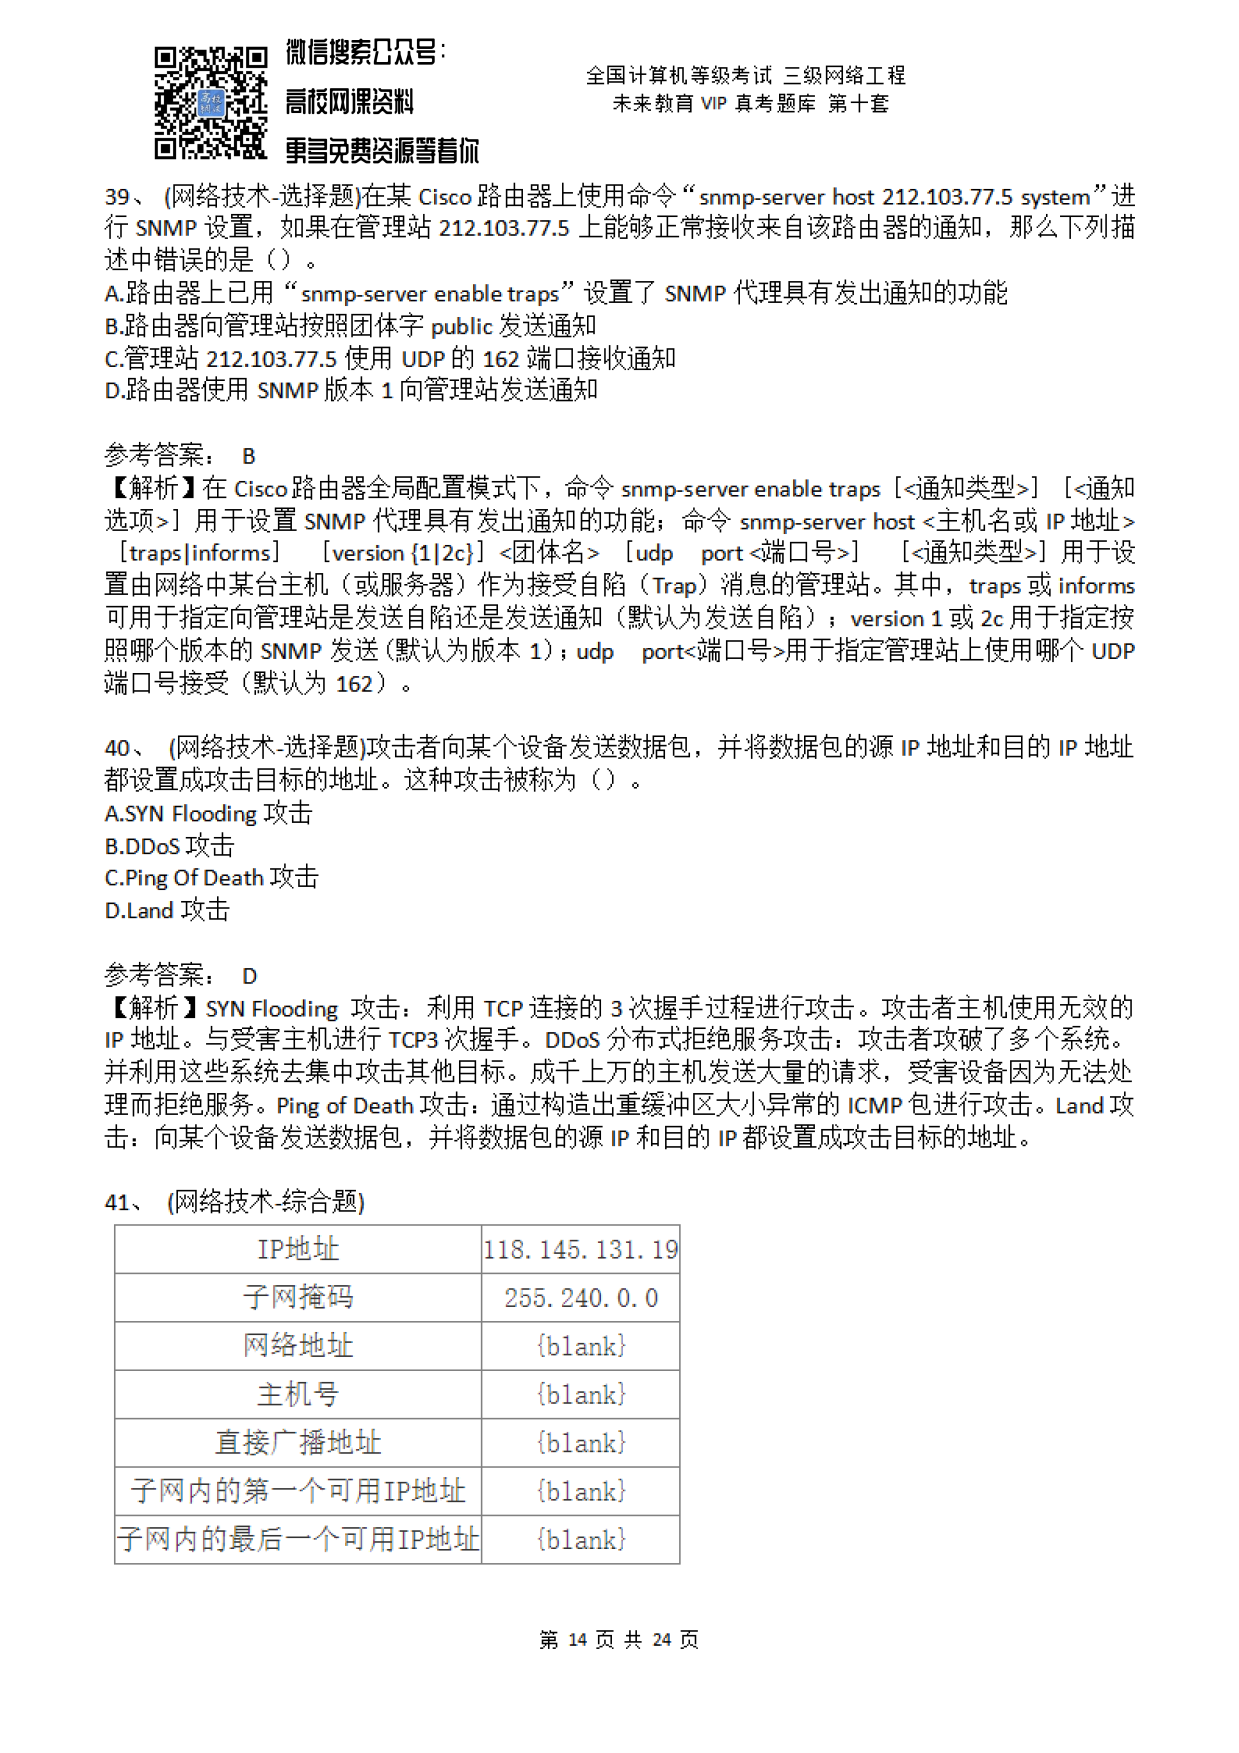 微信搜索公众号：
高校网课资料
更多免费资源等着你
全国计算机等级考试 三级网络工程
未来教育 VIP 真考题库 第十套
39、 (网络技术-选择题)在某 Cisco 路由器上使用命令“snmp-server host 212.103.77.5 system”进
行 SNMP 设置，如果在管理站 212.103.77.5 上能够正常接收来自该路由器的通知，那么下列描
述中错误的是（）。
A.路由器上已用“snmp-server enable traps”设置了 SNMP 代理具有发出通知的功能
B.路由器向管理站按照团体字 public 发送通知
C.管理站 212.103.77.5 使用 UDP 的 162 端口接收通知
D.路由器使用 SNMP 版本 1 向管理站发送通知
参考答案： B
【解析】在 Cisco 路由器全局配置模式下，命令 snmp-server enable traps［<通知类型>］［<通知
选项>］用于设置 SNMP 代理具有发出通知的功能；命令 snmp-server host <主机名或 IP 地址>
［traps|informs］［version {1|2c}］<团体名>［udp port <端口号>］［<通知类型>］用于设
置由网络中某台主机（或服务器）作为接受自陷（Trap）消息的管理站。其中，traps 或 informs
可用于指定向管理站是发送自陷还是发送通知（默认为发送自陷）；version 1 或 2c 用于指定按
照哪个版本的 SNMP 发送（默认为版本 1）；udp port<端口号>用于指定管理站上使用哪个 UDP
端口号接受（默认为 162）。
40、 (网络技术-选择题)攻击者向某个设备发送数据包，并将数据包的源 IP 地址和目的 IP 地址
都设置成攻击目标的地址。这种攻击被称为（）。
A.SYN Flooding 攻击
B.DDoS 攻击
C.Ping Of Death 攻击
D.Land 攻击
参考答案： D
【解析】SYN Flooding 攻击：利用 TCP 连接的 3 次握手过程进行攻击。攻击者主机使用无效的
IP 地址。与受害主机进行 TCP3 次握手。DDoS 分布式拒绝服务攻击：攻击者攻破了多个系统。
并利用这些系统去集中攻击其他目标。成千上万的主机发送大量的请求，受害设备因为无法处
理而拒绝服务。Ping of Death 攻击：通过构造出重缓冲区大小异常的 ICMP 包进行攻击。Land 攻
击：向某个设备发送数据包，并将数据包的源 IP 和目的 IP 都设置成攻击目标的地址。
41、 (网络技术-综合题)
IP地址 118.145.131.19
子网掩码 255.240.0.0
网络地址 {blank}
主机号 {blank}
直接广播地址 {blank}
子网内的第一个可用IP地址 {blank}
子网内的最后一个可用IP地址 {blank}
第 14 页 共 24 页